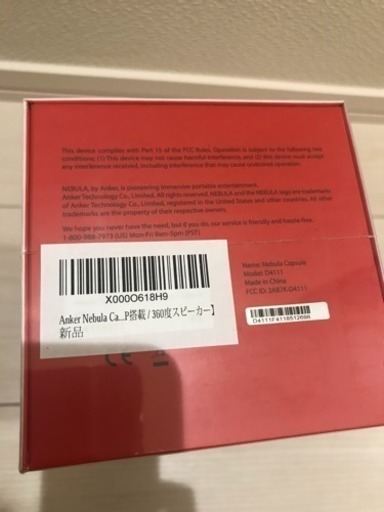 This device complies with Part 15 of the FCC Rules. Operation is subject to the following two
conditions: (1) This device may not cause harmful interference, and (2) this device must accept
any interference received, including interference that may cause undesired operation.
NEBULA, by Anker, is pioneering immersive portable entertainment.
Anker Technology Co., Limited, All rights reserved. NEBULA and the NEBULA logo are trademarks
of Anker Technology Co., Limited, registered in the United States and other countries. All other
trademarks are the property of their respective owners.
We hope you never have the need, but if you do, our service is friendly and hassle-free.
1-800-988-7973 (US) Mon-Fri 9am-5pm (PST)
X000O618H9
Anker Nebula Ca...P搭載 / 360度スピーカー】
新品
Name: Nebula Capsule
Model: D4111
Made in China
FCC ID: 2AB7K-D4111
CE